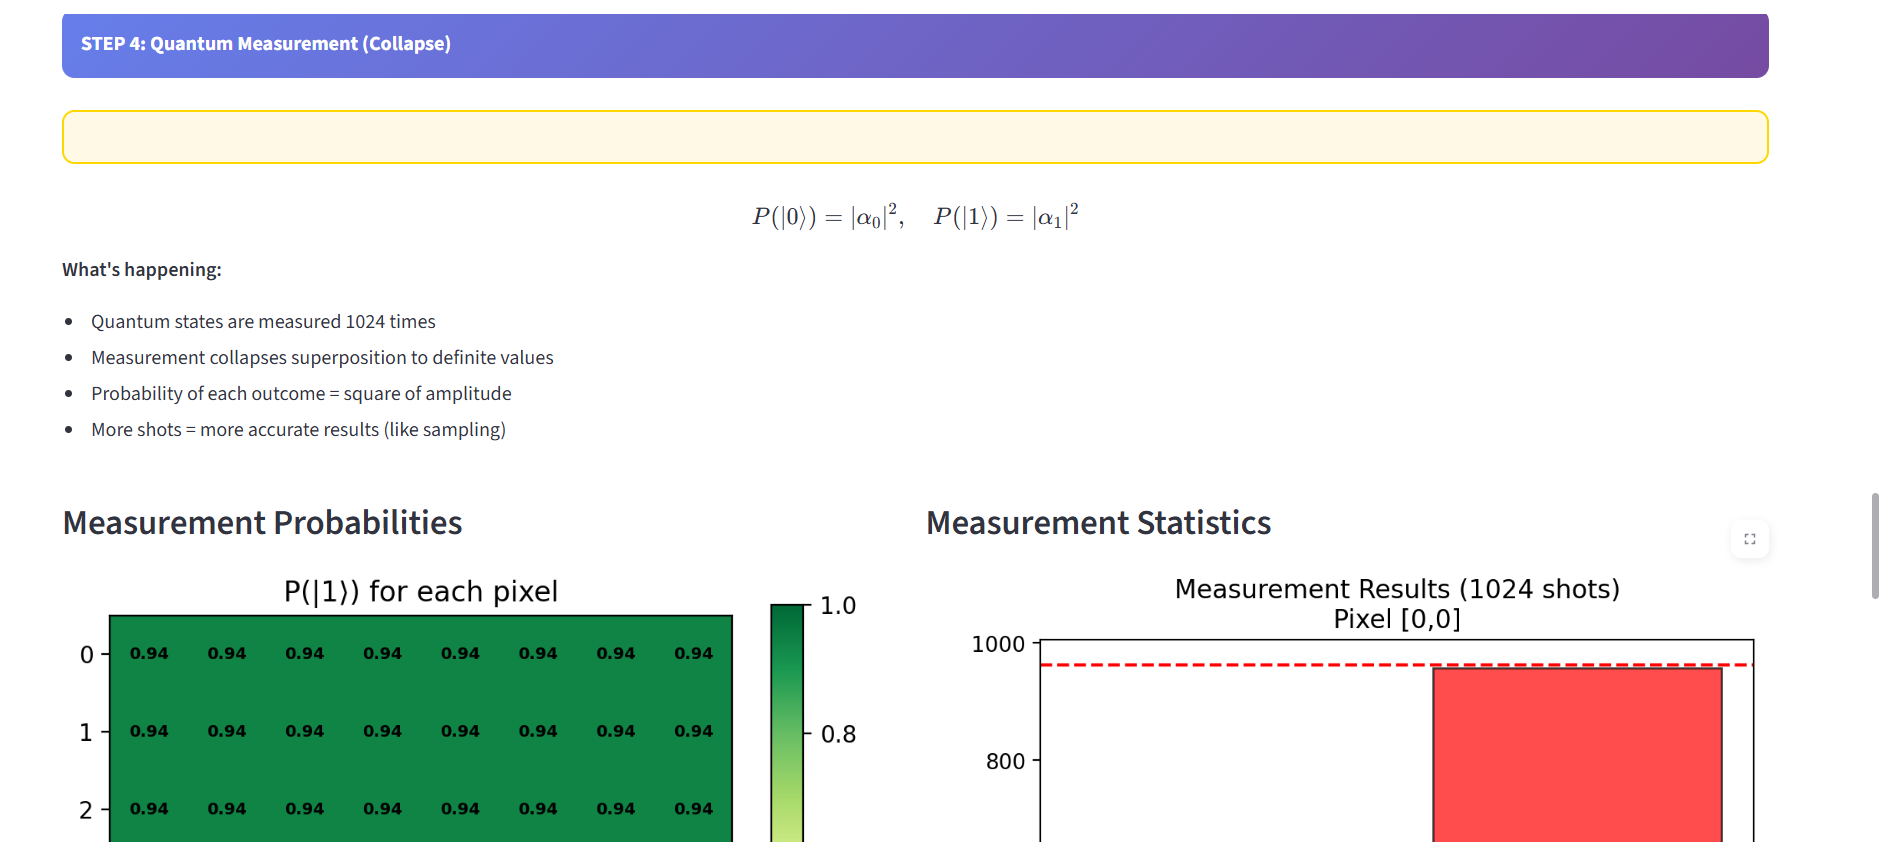 STEP 4: Quantum Measurement (Collapse)
P(|0⟩) = |α₀|², P(|1⟩) = |α₁|²
What's happening:
• Quantum states are measured 1024 times
• Measurement collapses superposition to definite values
• Probability of each outcome = square of amplitude
• More shots = more accurate results (like sampling)
Measurement Probabilities
P(|1⟩) for each pixel
0 0.94 0.94 0.94 0.94 0.94 0.94 0.94 0.94
1 0.94 0.94 0.94 0.94 0.94 0.94 0.94 0.94
2 0.94 0.94 0.94 0.94 0.94 0.94 0.94 0.94
1.0
0.8
Measurement Statistics
Measurement Results (1024 shots)
Pixel [0,0]
1000
800